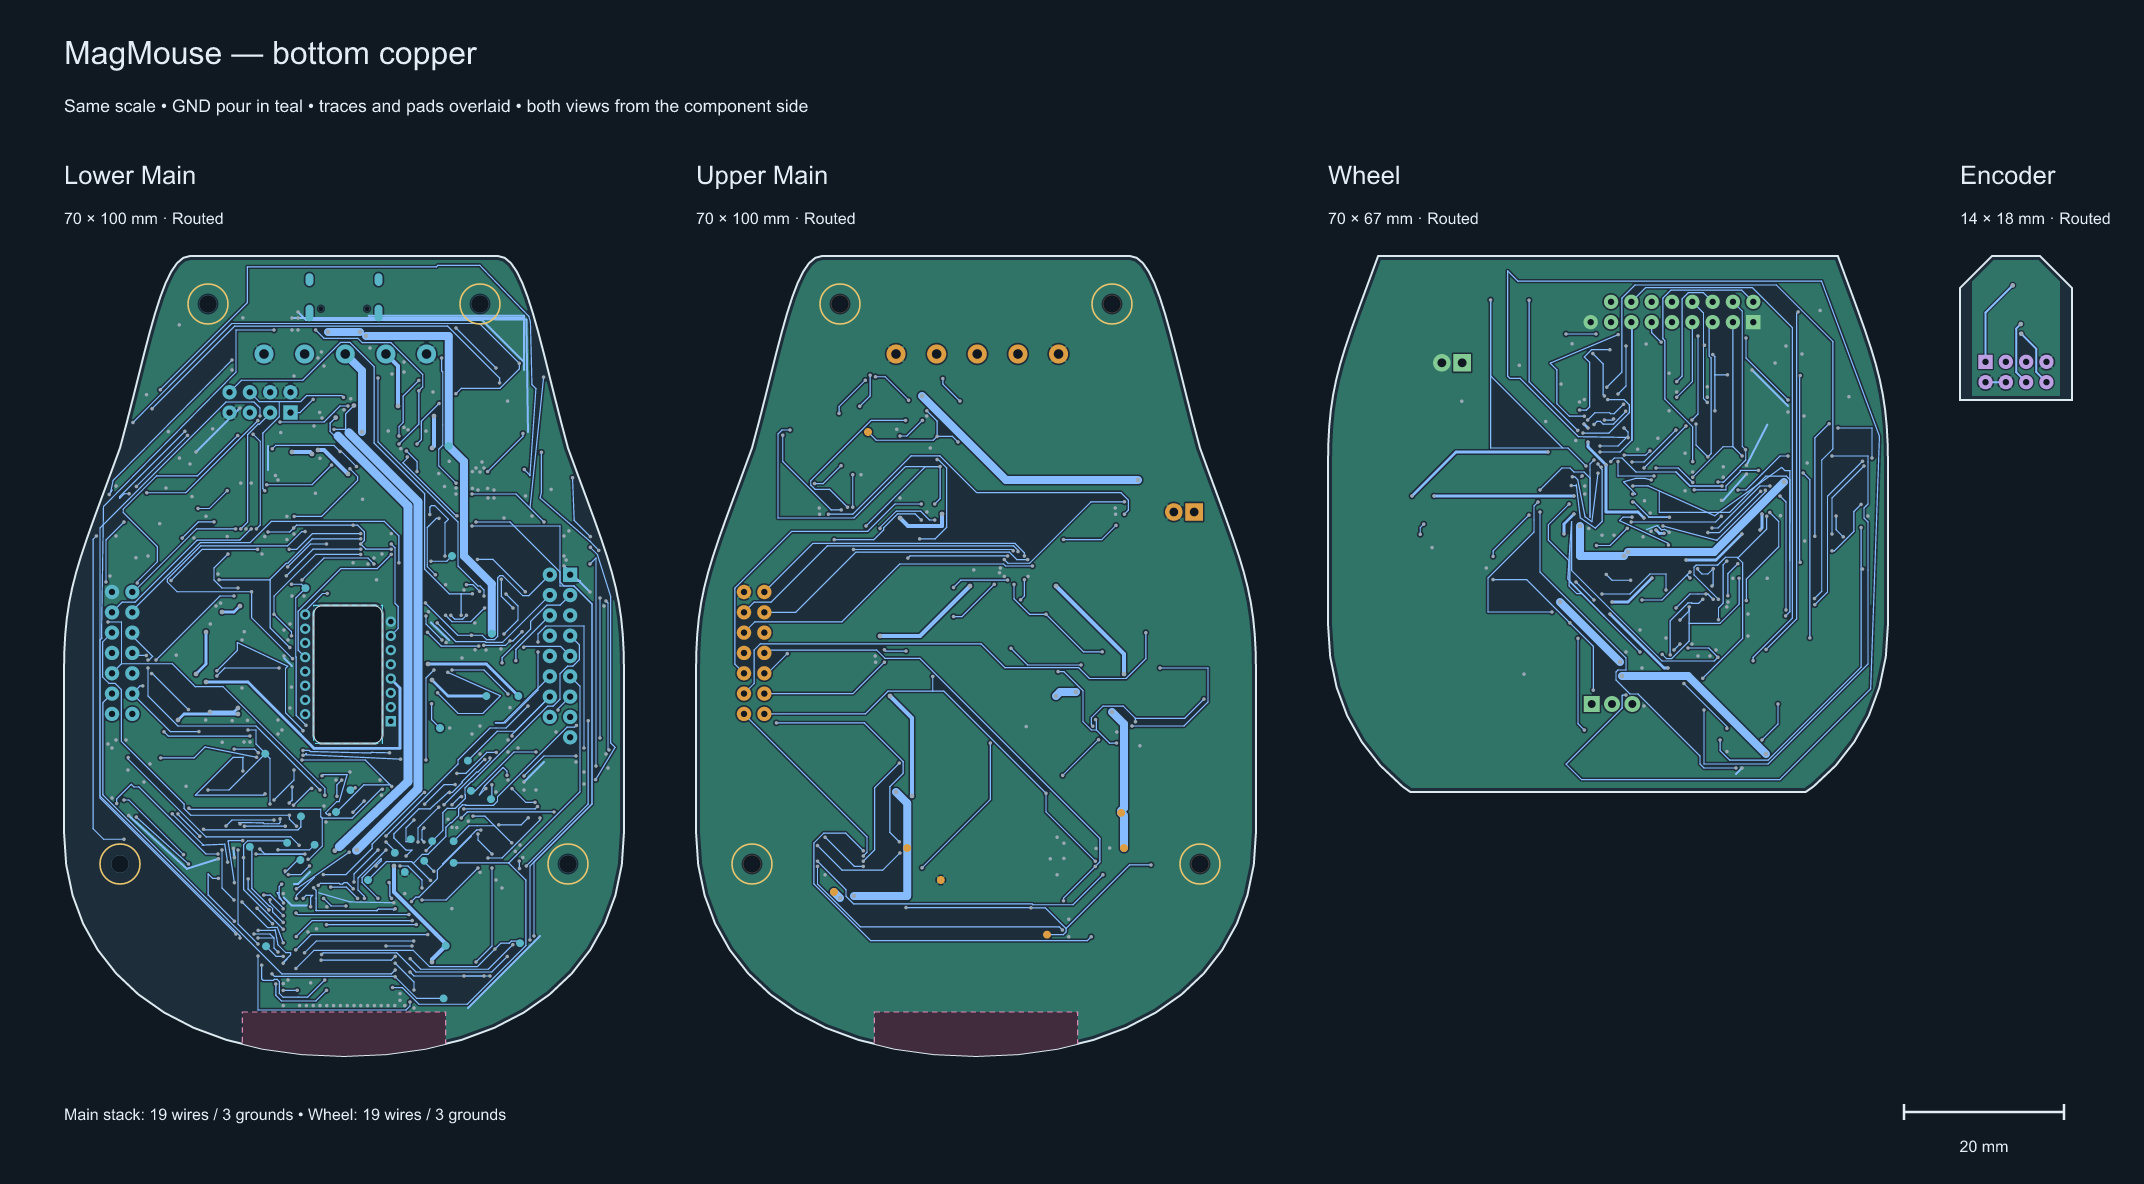 MagMouse — bottom copper
Same scale • GND pour in teal • traces and pads overlaid • both views from the component side
Lower Main
70 × 100 mm · Routed
Upper Main
70 × 100 mm · Routed
Wheel
70 × 67 mm · Routed
Encoder
14 × 18 mm · Routed
Main stack: 19 wires / 3 grounds • Wheel: 19 wires / 3 grounds
20 mm